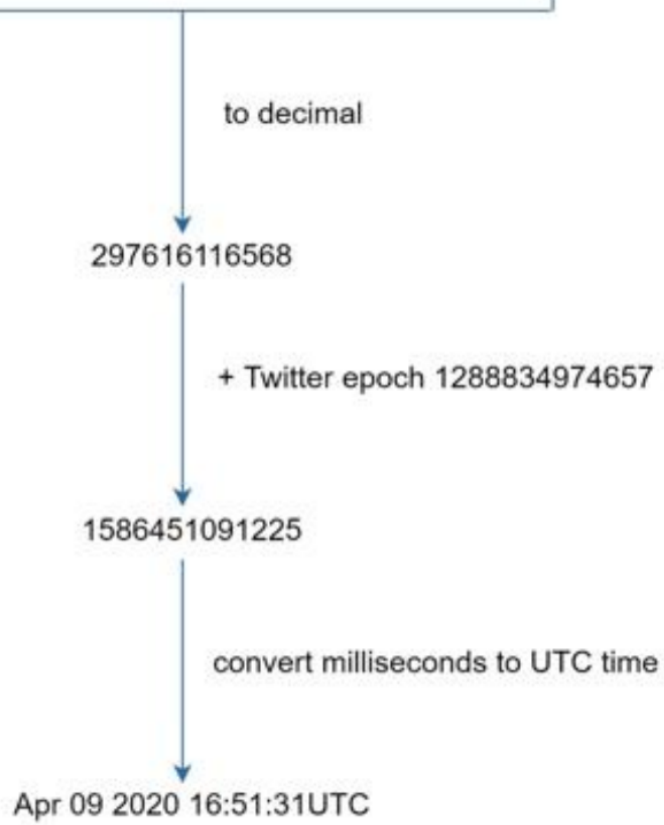 to decimal
297616116568
+ Twitter epoch 1288834974657
1586451091225
convert milliseconds to UTC time
Apr 09 2020 16:51:31UTC